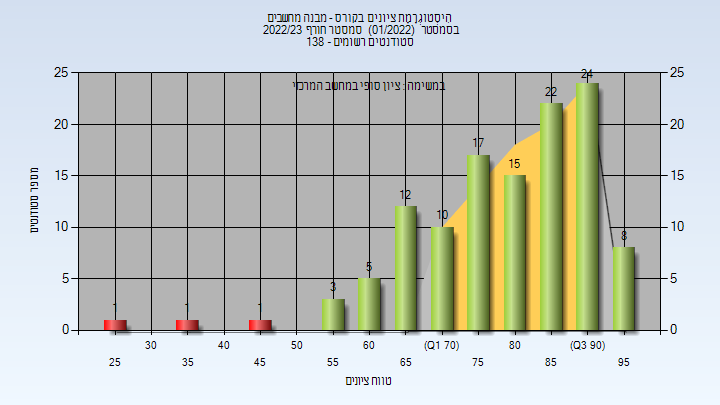 היסטוגרמת ציונים בקורס - מבנה מחשבים
בסמסטר (01/2022) סמסטר חורף 2022/23
סטודנטים רשומים - 138
במשימה : ציון סופי במחשב המרכזי
מספר סטודנטים
25 20 15 10 5 0
25 20 15 10 5 0
1 1 1 3 5 12 10 17 15 22 24 8
30 40 50 60 (Q1 70) 80 (Q3 90)
25 35 45 55 65 75 85 95
טווח ציונים